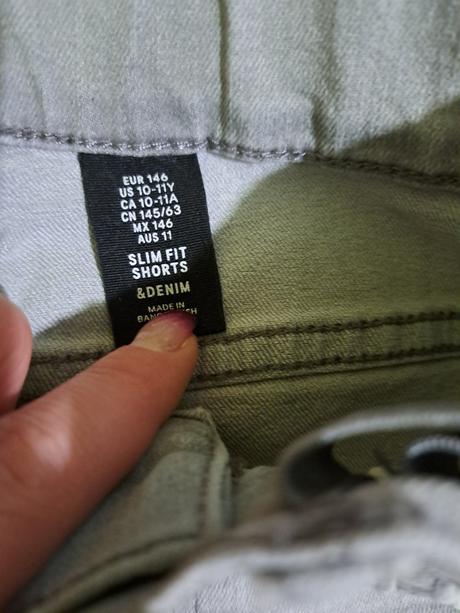 EUR 146
US 10-11Y
CA 10-11A
CN 145/63
MX 146
AUS 11
SLIM FIT
SHORTS
&DENIM
MADE IN